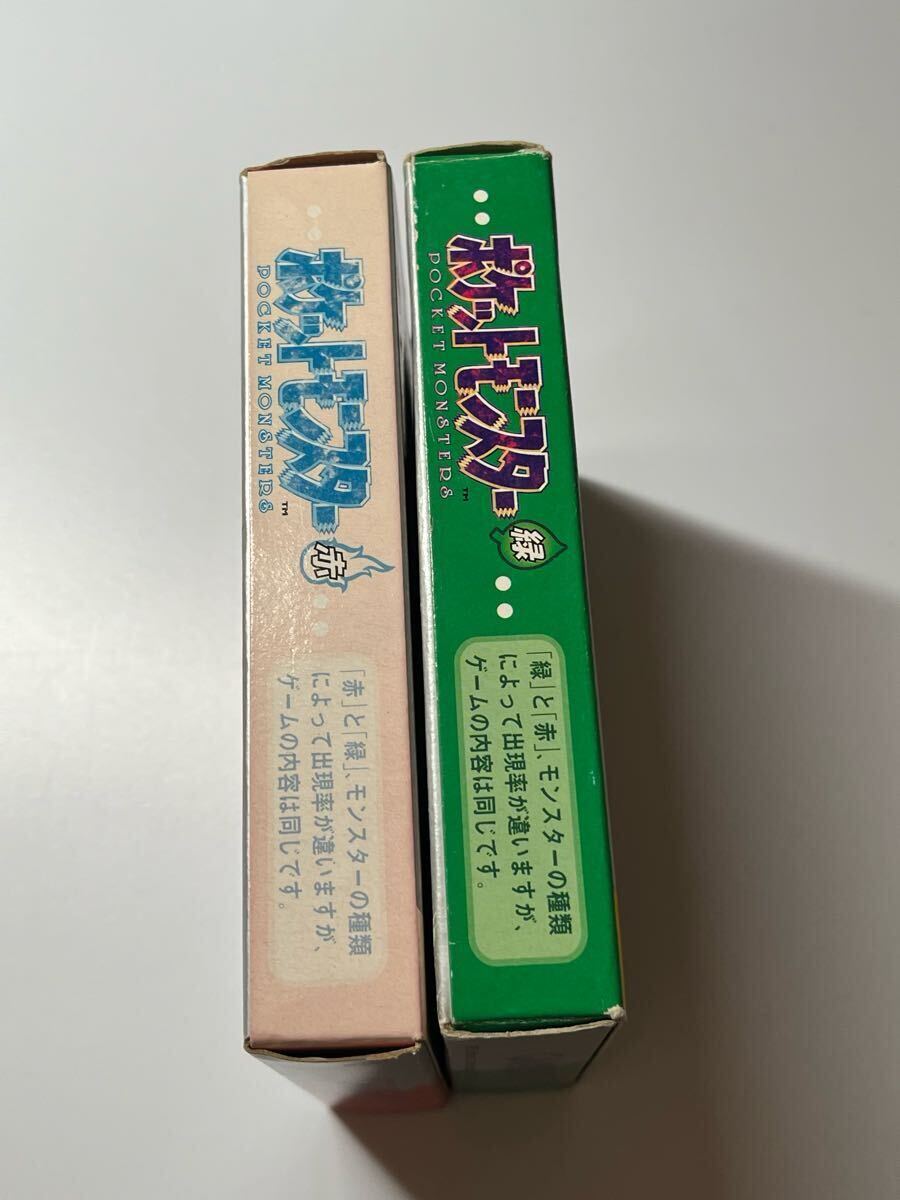 ポケットモンスター
POCKET MONSTERS
TM
赤
「赤」と「緑」、モンスターの種類
によって出現率が違いますが、
ゲームの内容は同じです。
ポケットモンスター
POCKET MONSTERS
TM
緑
「緑」と「赤」、モンスターの種類
によって出現率が違いますが、
ゲームの内容は同じです。